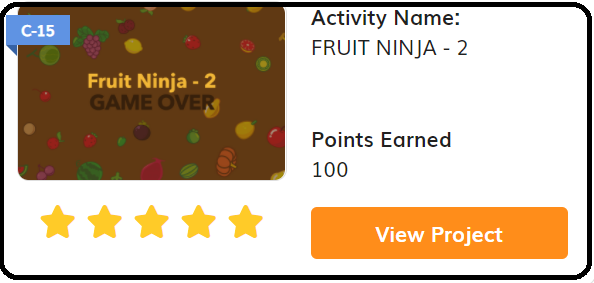 C-15
Fruit Ninja - 2
GAME OVER
Activity Name:
FRUIT NINJA - 2
Points Earned
100
View Project